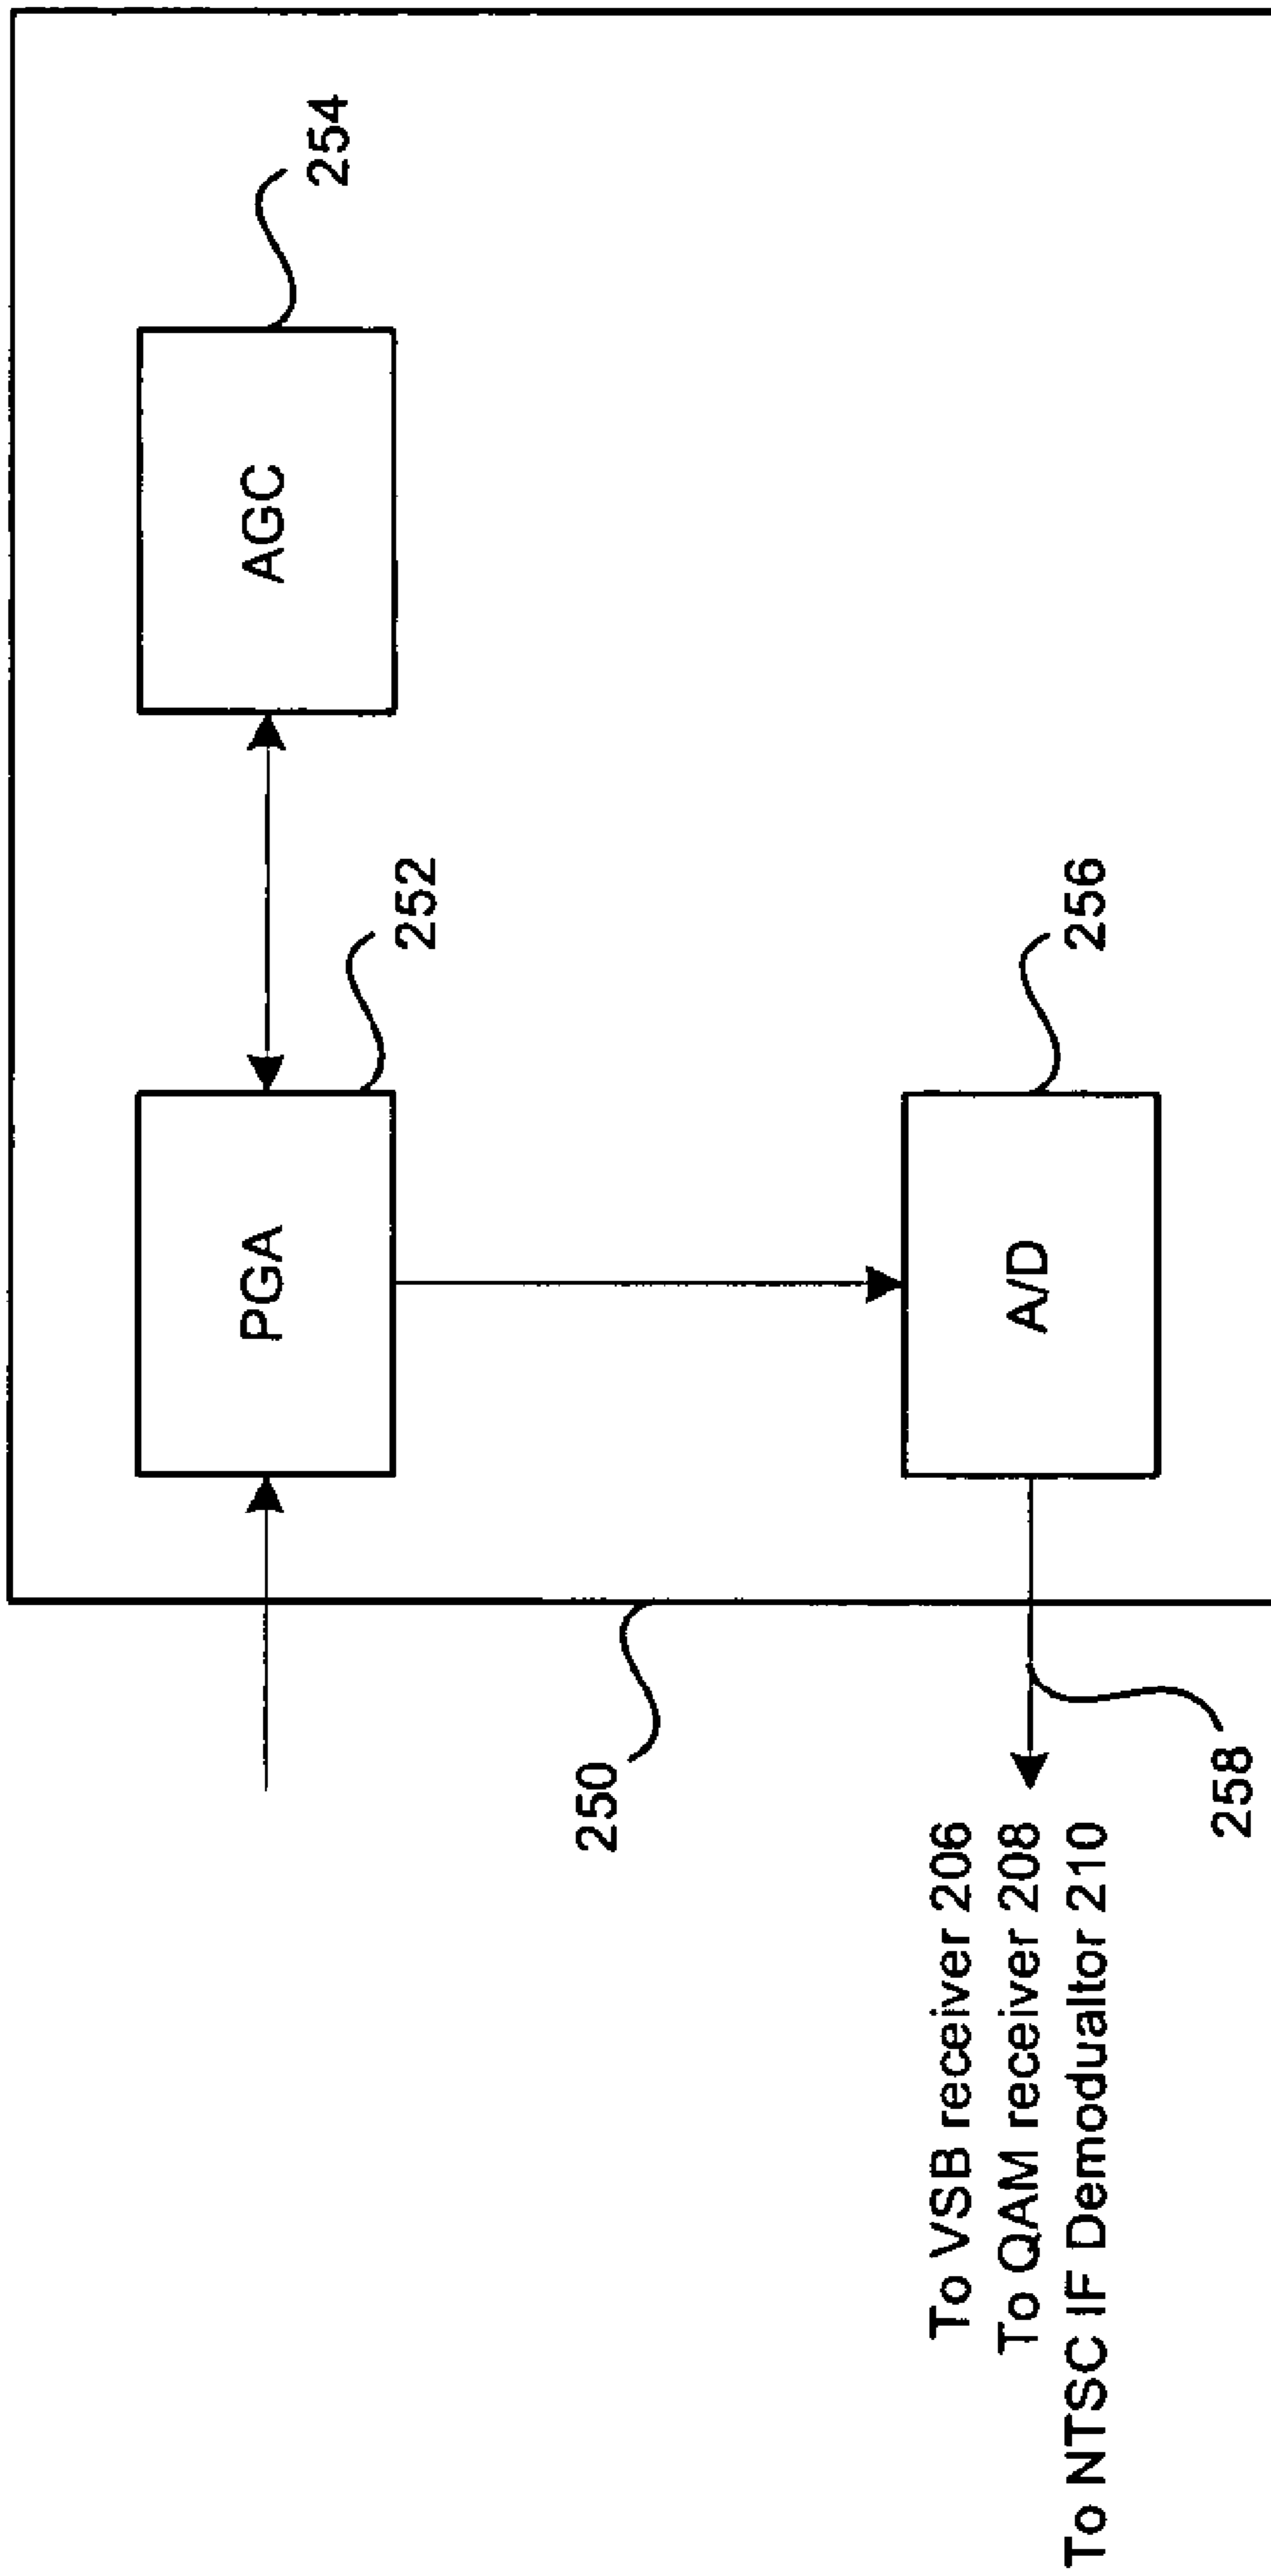 254
AGC
252
PGA
256
A/D
250
258
To VSB receiver 206
To QAM receiver 208
To NTSC IF Demodualtor 210